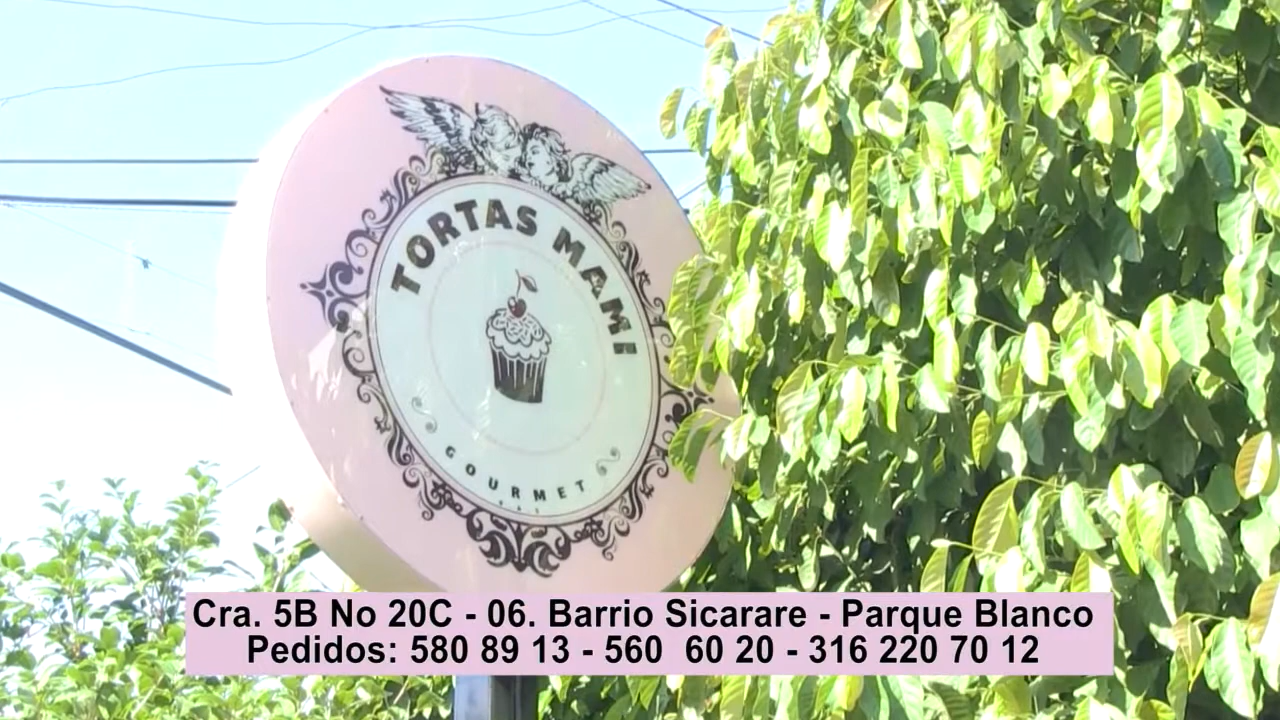 TORTAS MAMI
GOURMET
Cra. 5B No 20C - 06. Barrio Sicarare - Parque Blanco
Pedidos: 580 89 13 - 560  60 20 - 316 220 70 12